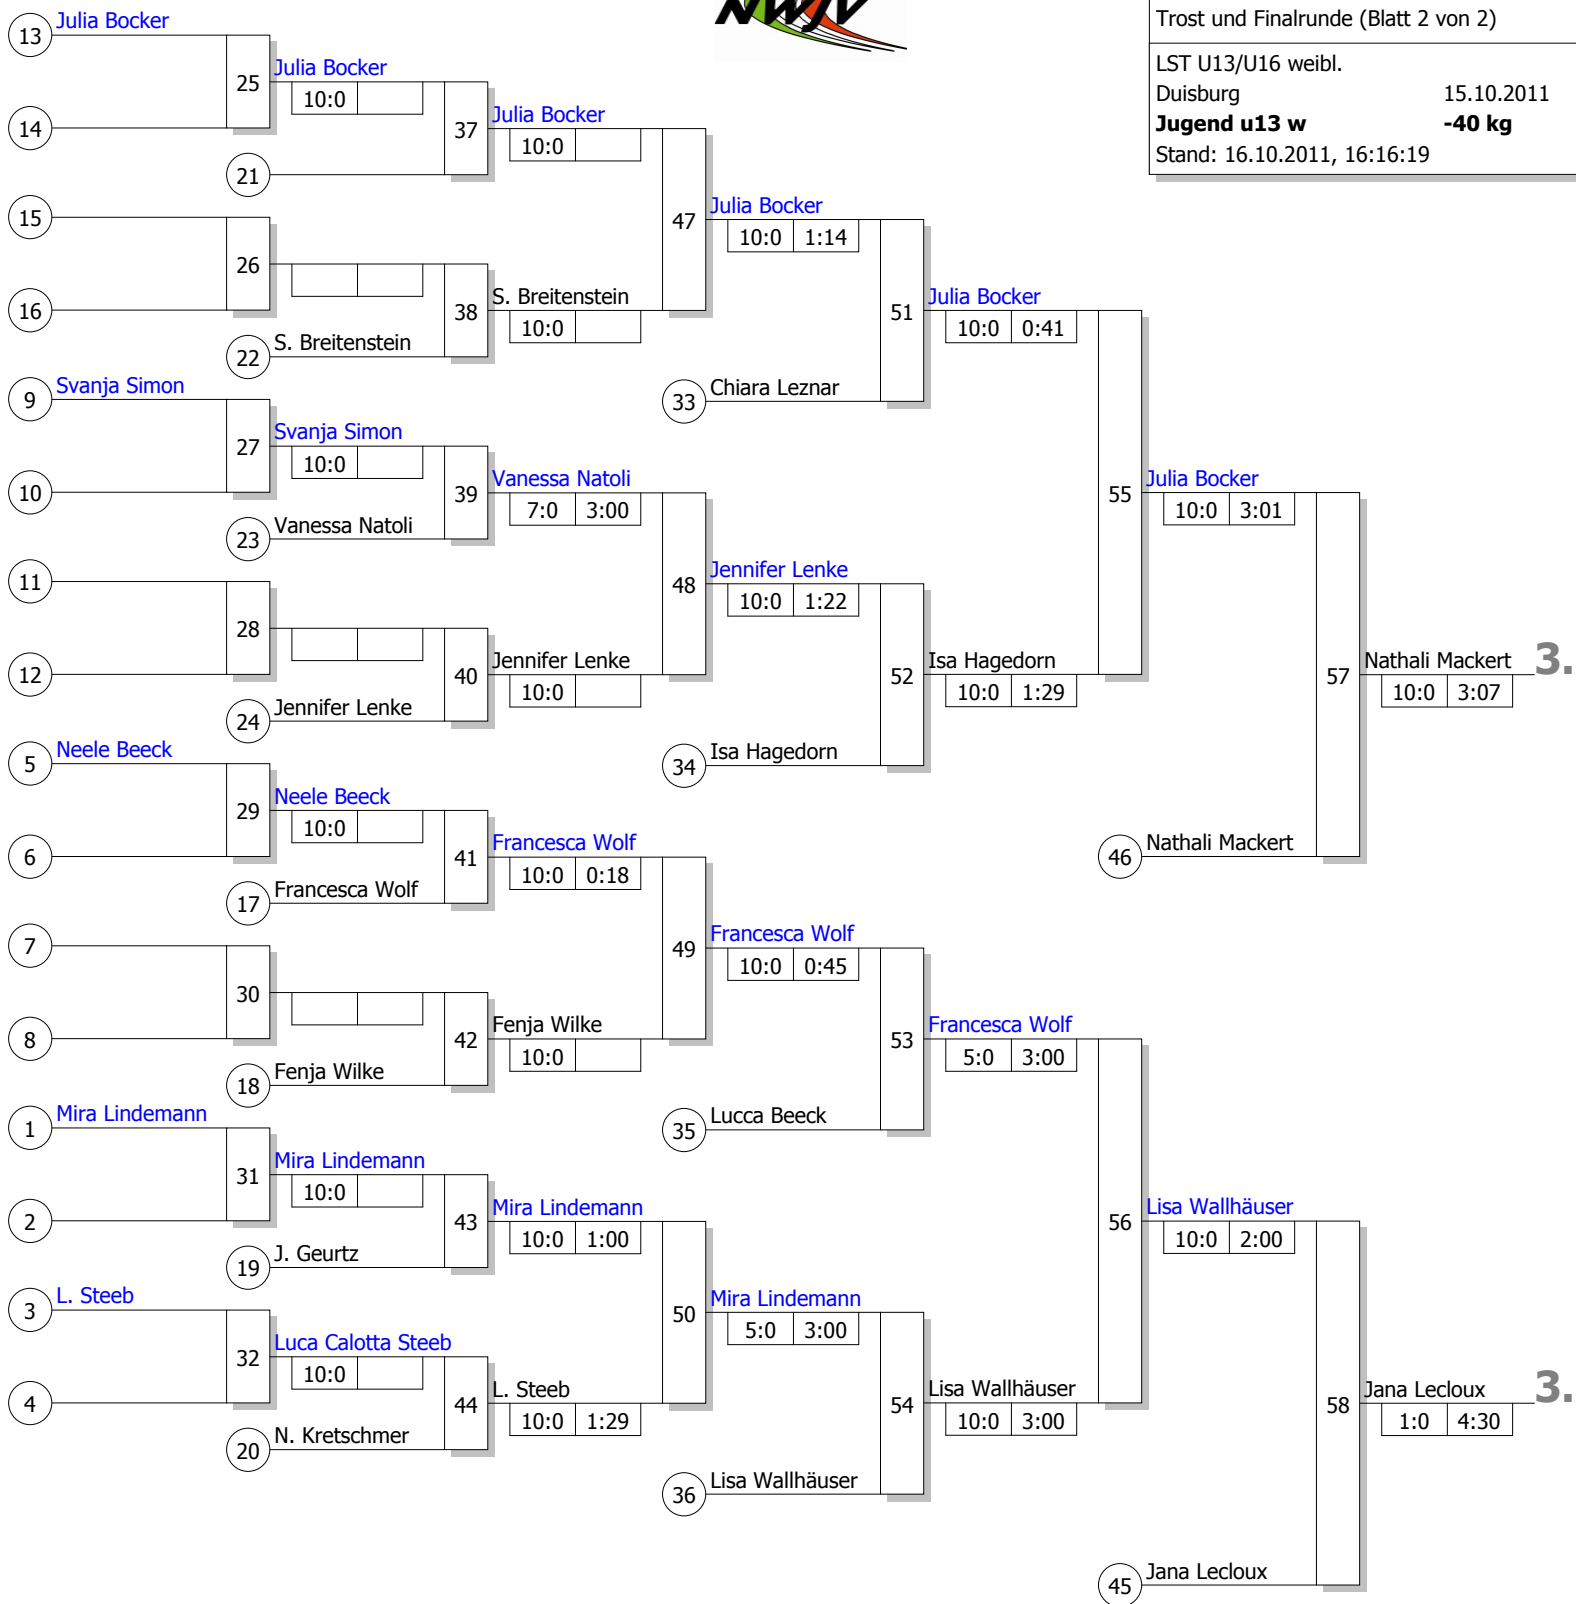 NWJV
Trost und Finalrunde (Blatt 2 von 2)
LST U13/U16 weibl.
Duisburg 15.10.2011
Jugend u13 w -40 kg
Stand: 16.10.2011, 16:16:19
13 Julia Bocker
25 Julia Bocker
10:0
14
37 Julia Bocker
10:0
21
15
47 Julia Bocker
10:0 1:14
26
16
38 S. Breitenstein
10:0
22 S. Breitenstein
51 Julia Bocker
10:0 0:41
33 Chiara Leznar
9 Svanja Simon
27 Svanja Simon
10:0
10
39 Vanessa Natoli
7:0 3:00
23 Vanessa Natoli
55 Julia Bocker
10:0 3:01
11
48 Jennifer Lenke
10:0 1:22
28
12
40 Jennifer Lenke
10:0
24 Jennifer Lenke
52 Isa Hagedorn
10:0 1:29
34 Isa Hagedorn
57 Nathali Mackert 3.
10:0 3:07
46 Nathali Mackert
5 Neele Beeck
29 Neele Beeck
10:0
6
41 Francesca Wolf
10:0 0:18
17 Francesca Wolf
7
49 Francesca Wolf
10:0 0:45
30
8
42 Fenja Wilke
10:0
18 Fenja Wilke
53 Francesca Wolf
5:0 3:00
35 Lucca Beeck
1 Mira Lindemann
31 Mira Lindemann
10:0
2
43 Mira Lindemann
10:0 1:00
19 J. Geurtz
56 Lisa Wallhäuser
10:0 2:00
3 L. Steeb
50 Mira Lindemann
5:0 3:00
32 Luca Calotta Steeb
10:0
4
44 L. Steeb
10:0 1:29
20 N. Kretschmer
54 Lisa Wallhäuser
10:0 3:00
36 Lisa Wallhäuser
58 Jana Lecloux 3.
1:0 4:30
45 Jana Lecloux